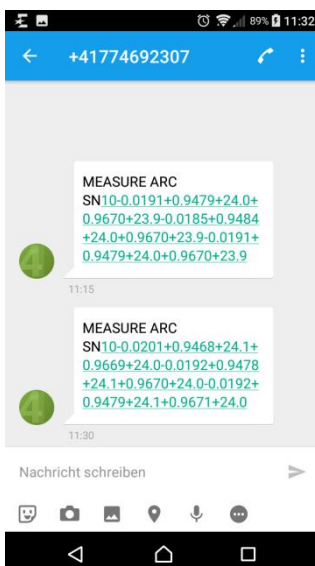 89% 11:32
+41774692307
MEASURE ARC
SN10-0.0191+0.9479+24.0+
0.9670+23.9-0.0185+0.9484
+24.0+0.9670+23.9-0.0191+
0.9479+24.0+0.9670+23.9
11:15
MEASURE ARC
SN10-0.0201+0.9468+24.1+
0.9669+24.0-0.0192+0.9478
+24.1+0.9670+24.0-0.0192+
0.9479+24.1+0.9671+24.0
11:30
Nachricht schreiben